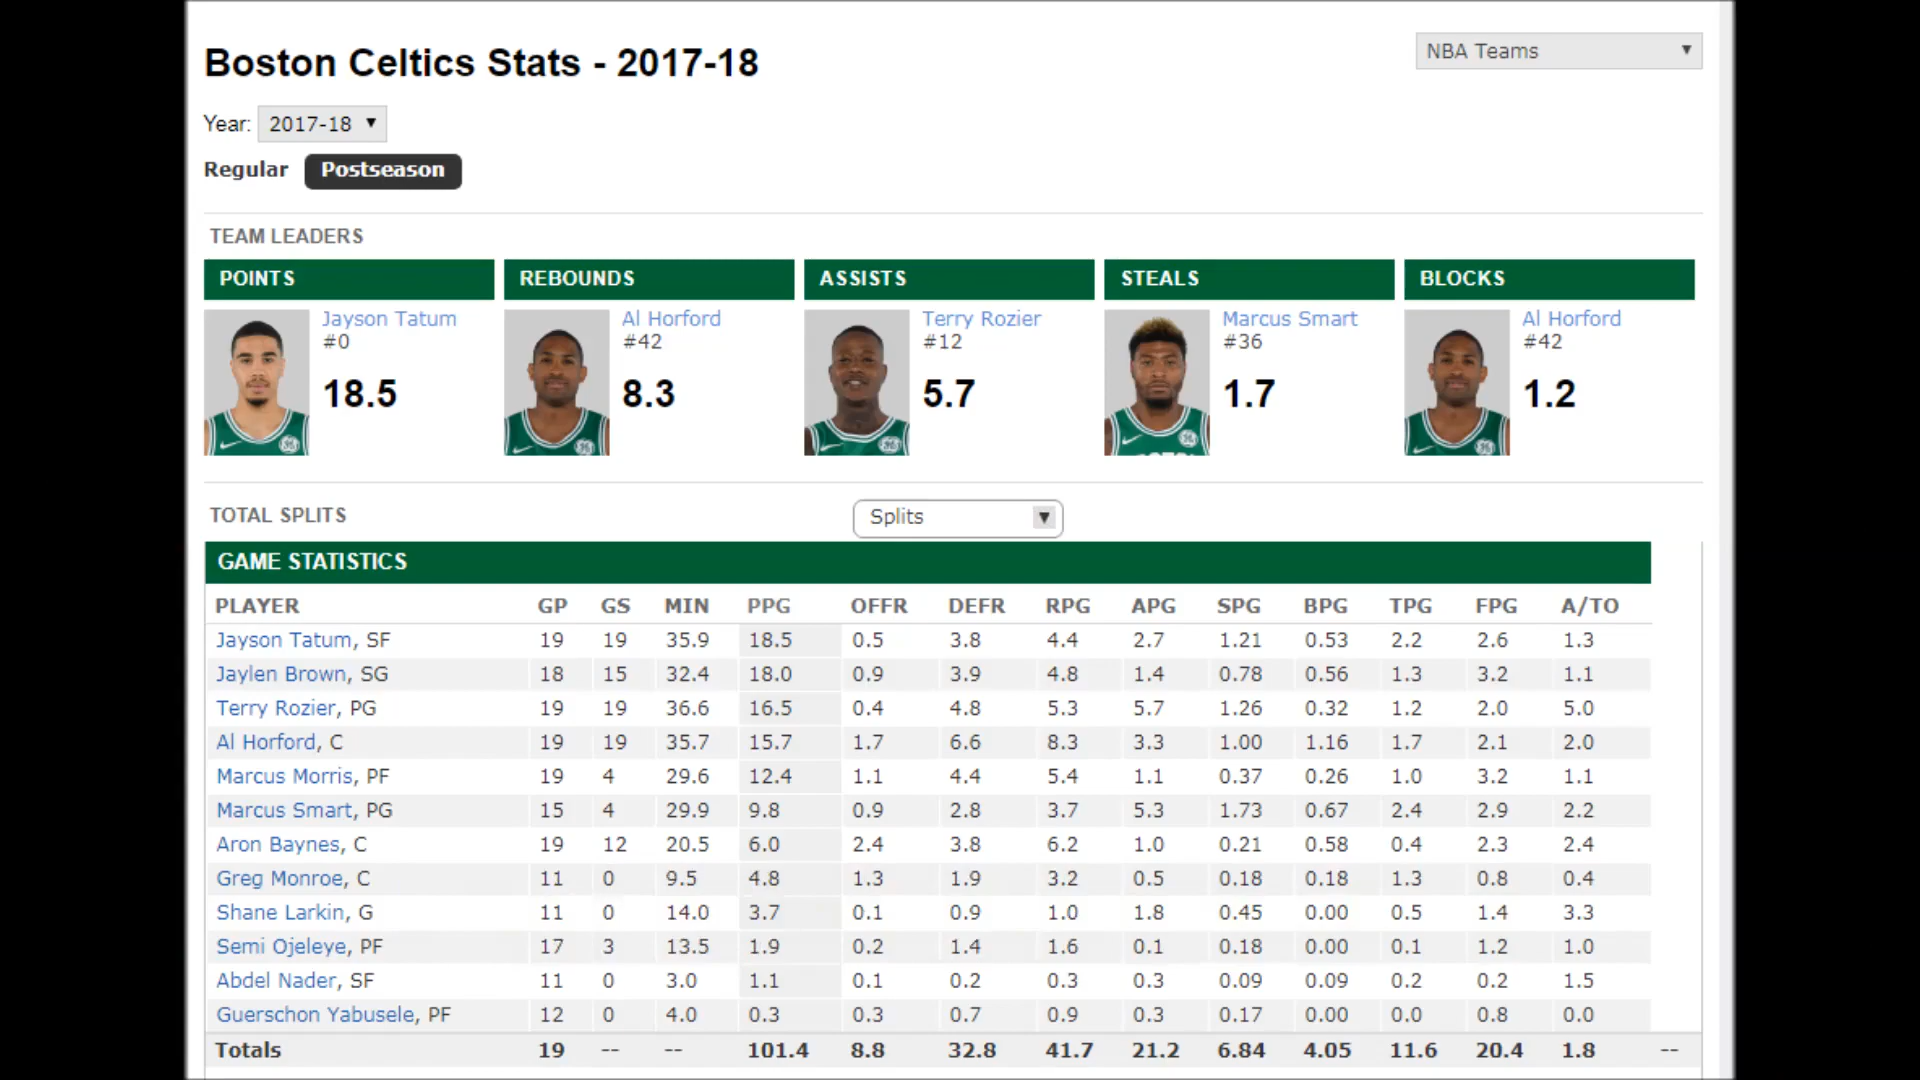 Boston Celtics Stats - 2017-18
NBA Teams
Year: 2017-18
Regular Postseason
TEAM LEADERS
POINTS REBOUNDS ASSISTS STEALS BLOCKS
Jayson Tatum Al Horford Terry Rozier Marcus Smart Al Horford
#0 #42 #12 #36 #42
18.5 8.3 5.7 1.7 1.2
TOTAL SPLITS Splits
GAME STATISTICS
PLAYER GP GS MIN PPG OFFR DEFR RPG APG SPG BPG TPG FPG A/TO
Jayson Tatum, SF 19 19 35.9 18.5 0.5 3.8 4.4 2.7 1.21 0.53 2.2 2.6 1.3
Jaylen Brown, SG 18 15 32.4 18.0 0.9 3.9 4.8 1.4 0.78 0.56 1.3 3.2 1.1
Terry Rozier, PG 19 19 36.6 16.5 0.4 4.8 5.3 5.7 1.26 0.32 1.2 2.0 5.0
Al Horford, C 19 19 35.7 15.7 1.7 6.6 8.3 3.3 1.00 1.16 1.7 2.1 2.0
Marcus Morris, PF 19 4 29.6 12.4 1.1 4.4 5.4 1.1 0.37 0.26 1.0 3.2 1.1
Marcus Smart, PG 15 4 29.9 9.8 0.9 2.8 3.7 5.3 1.73 0.67 2.4 2.9 2.2
Aron Baynes, C 19 12 20.5 6.0 2.4 3.8 6.2 1.0 0.21 0.58 0.4 2.3 2.4
Greg Monroe, C 11 0 9.5 4.8 1.3 1.9 3.2 0.5 0.18 0.18 1.3 0.8 0.4
Shane Larkin, G 11 0 14.0 3.7 0.1 0.9 1.0 1.8 0.45 0.00 0.5 1.4 3.3
Semi Ojeleye, PF 17 3 13.5 1.9 0.2 1.4 1.6 0.1 0.18 0.00 0.1 1.2 1.0
Abdel Nader, SF 11 0 3.0 1.1 0.1 0.2 0.3 0.3 0.09 0.09 0.2 0.2 1.5
Guerschon Yabusele, PF 12 0 4.0 0.3 0.3 0.7 0.9 0.3 0.17 0.00 0.0 0.8 0.0
Totals 19 -- -- 101.4 8.8 32.8 41.7 21.2 6.84 4.05 11.6 20.4 1.8 --